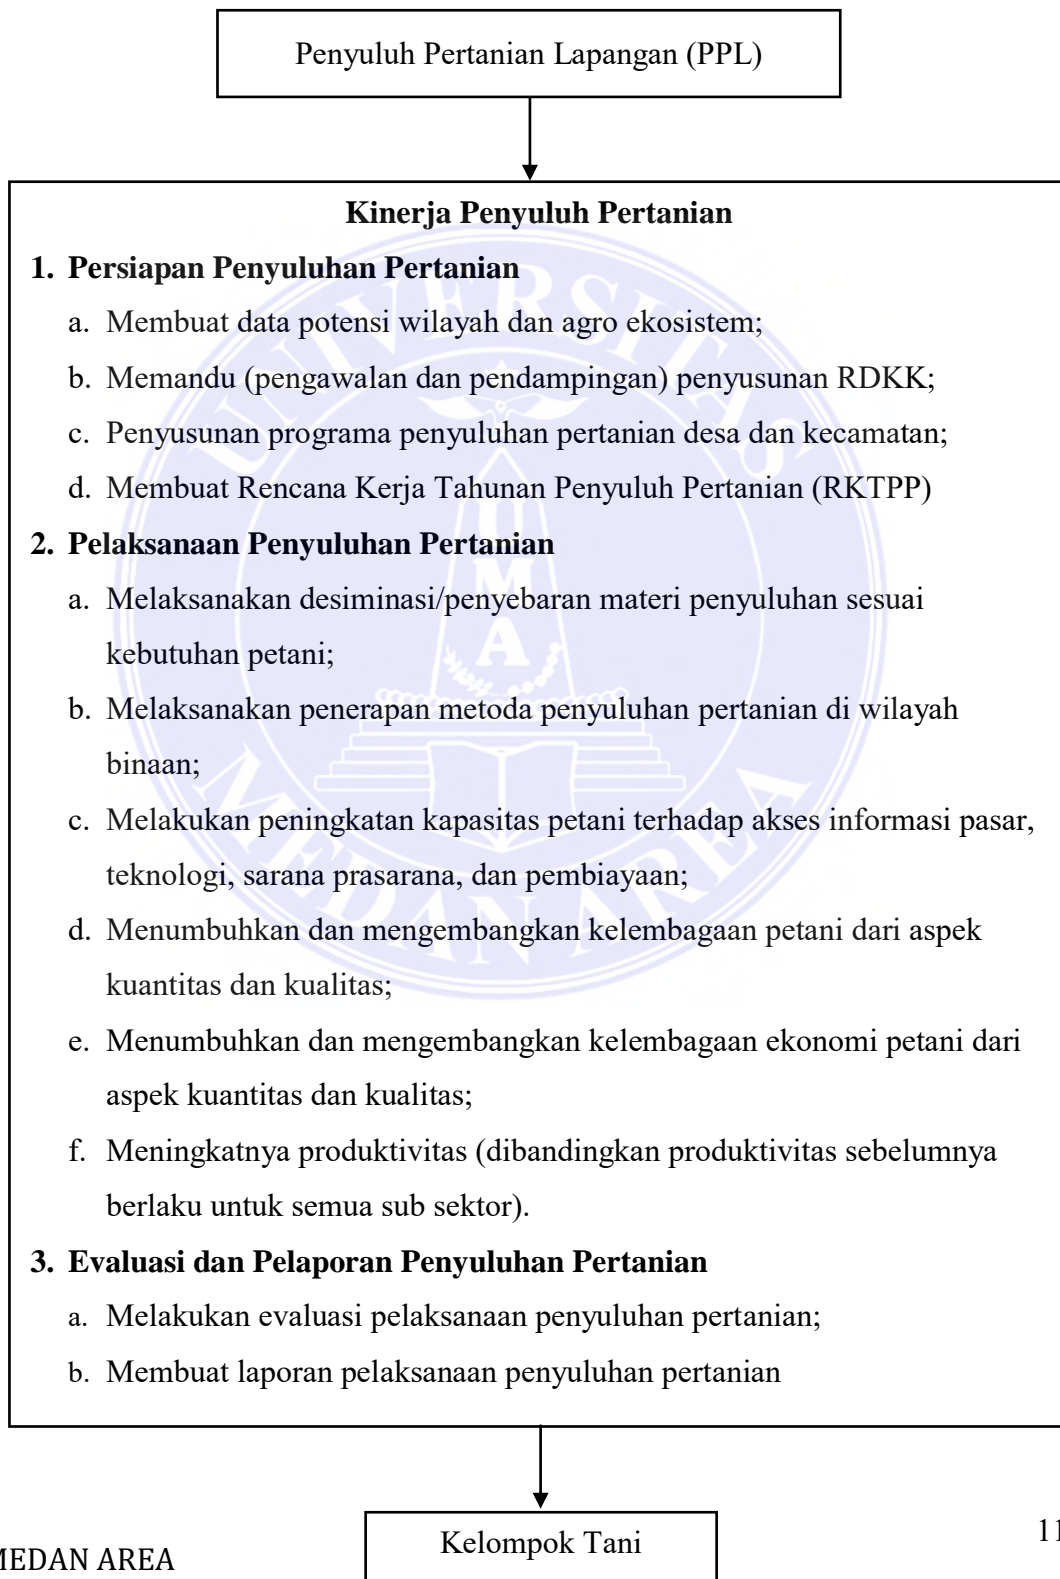 Penyuluh Pertanian Lapangan (PPL)
Kinerja Penyuluh Pertanian
1. Persiapan Penyuluhan Pertanian
a. Membuat data potensi wilayah dan agro ekosistem;
b. Memandu (pengawalan dan pendampingan) penyusunan RDKK;
c. Penyusunan programa penyuluhan pertanian desa dan kecamatan;
d. Membuat Rencana Kerja Tahunan Penyuluh Pertanian (RKTPP)
2. Pelaksanaan Penyuluhan Pertanian
a. Melaksanakan desiminasi/penyebaran materi penyuluhan sesuai
kebutuhan petani;
b. Melaksanakan penerapan metoda penyuluhan pertanian di wilayah
binaan;
c. Melakukan peningkatan kapasitas petani terhadap akses informasi pasar,
teknologi, sarana prasarana, dan pembiayaan;
d. Menumbuhkan dan mengembangkan kelembagaan petani dari aspek
kuantitas dan kualitas;
e. Menumbuhkan dan mengembangkan kelembagaan ekonomi petani dari
aspek kuantitas dan kualitas;
f. Meningkatnya produktivitas (dibandingkan produktivitas sebelumnya
berlaku untuk semua sub sektor).
3. Evaluasi dan Pelaporan Penyuluhan Pertanian
a. Melakukan evaluasi pelaksanaan penyuluhan pertanian;
b. Membuat laporan pelaksanaan penyuluhan pertanian
Kelompok Tani
11
MEDAN AREA
UNIVERSITAS
UMA
MEDAN AREA